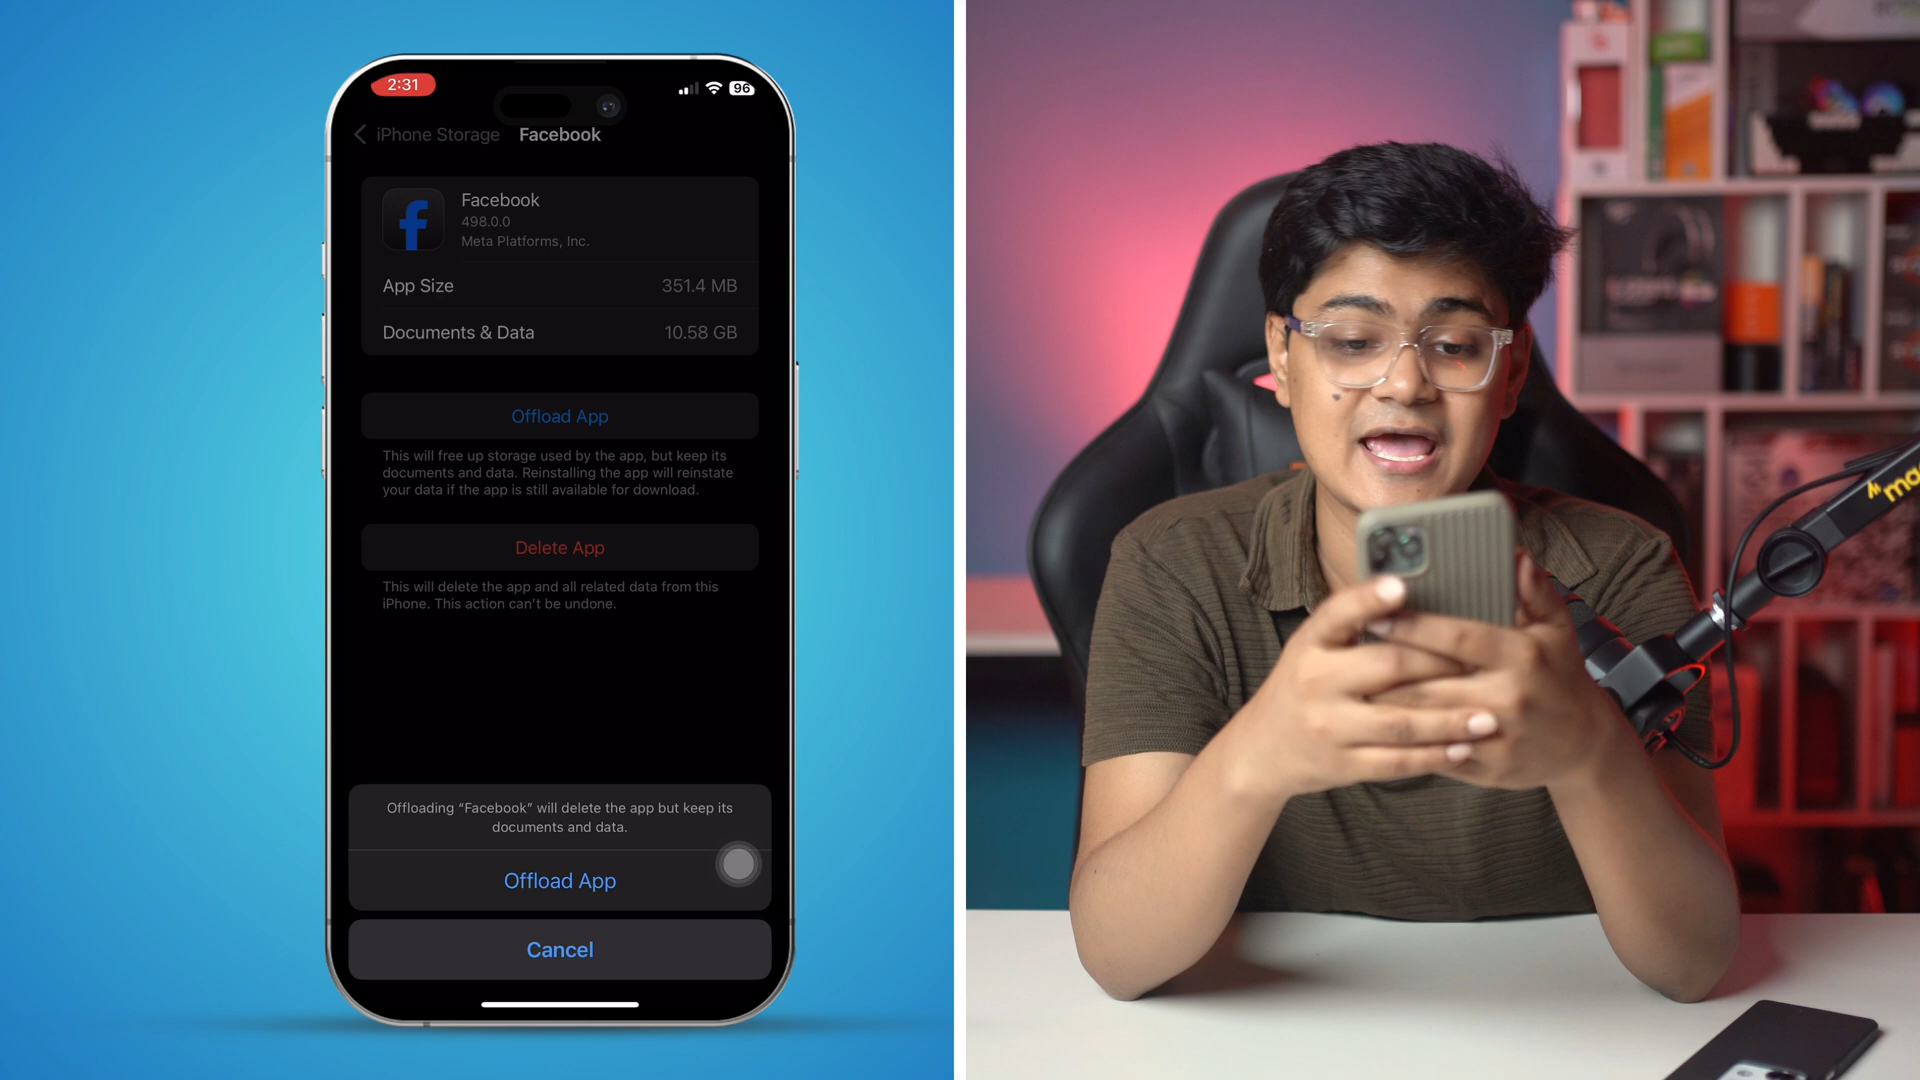 2:31
96
iPhone Storage
Facebook
Facebook
498.0.0
Meta Platforms, Inc.
App Size
351.4 MB
Documents & Data
10.58 GB
Offload App
This will free up storage used by the app, but keep its
documents and data. Reinstalling the app will reinstate
your data if the app is still available for download.
Delete App
This will delete the app and all related data from this
iPhone. This action can't be undone.
Offloading “Facebook” will delete the app but keep its
documents and data.
Offload App
Cancel